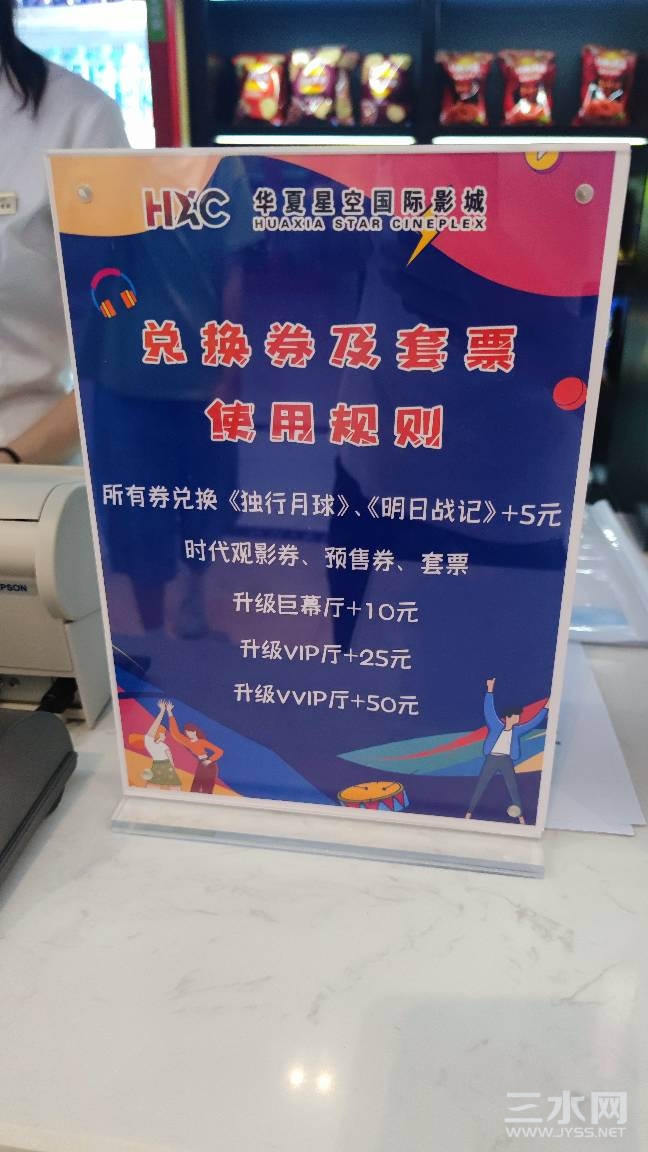 HXC 华夏星空国际影城
HUAXIA STAR CINEPLEX
兑换券及套票
使用规则
所有券兑换《独行月球》、《明日战记》+5元
时代观影券、预售券、套票
升级巨幕厅+10元
升级VIP厅+25元
升级VVIP厅+50元
三水网
WWW.JYSS.NET